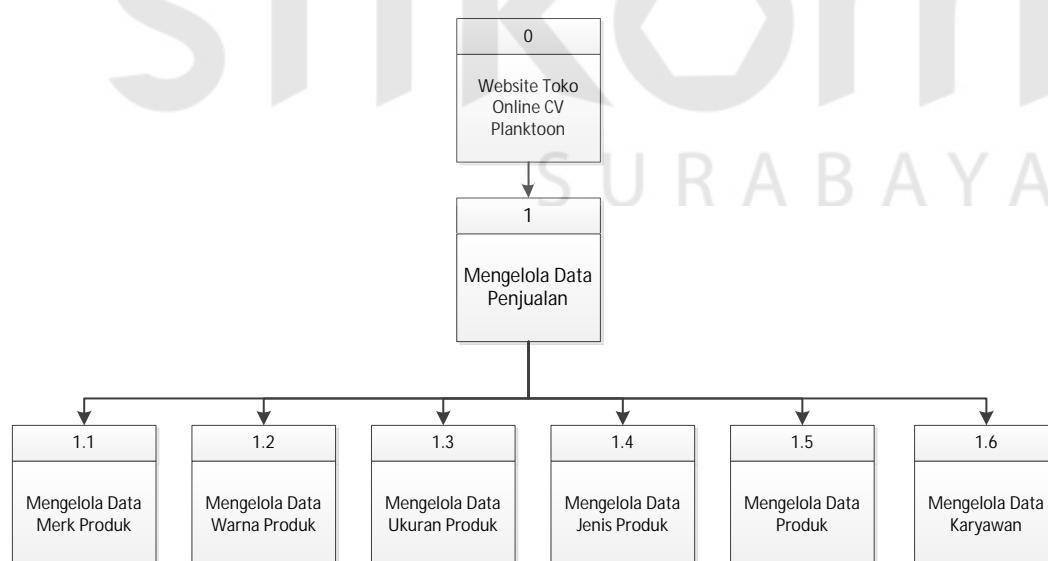 stikom
SURABAYA
0
Website Toko
Online CV
Planktoon
1
Mengelola Data
Penjualan
1.1
Mengelola Data
Merk Produk
1.2
Mengelola Data
Warna Produk
1.3
Mengelola Data
Ukuran Produk
1.4
Mengelola Data
Jenis Produk
1.5
Mengelola Data
Produk
1.6
Mengelola Data
Karyawan